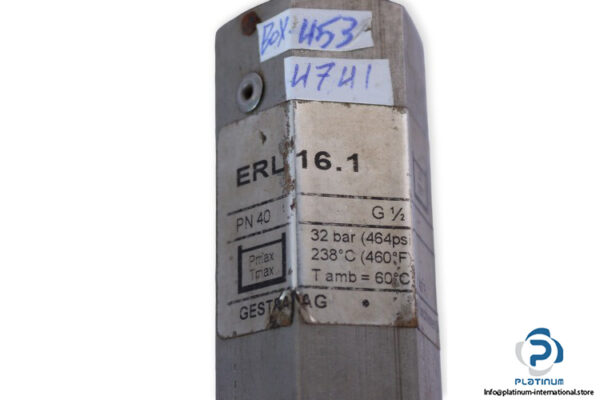 BOX. 453
4741
ERL 16.1
PN 40 G ½
Pmax
Tmax
32 bar (464psi
238°C (460°F)
T amb = 60°C
GESTRA AG
PLATINUM
Info@platinum-international.store